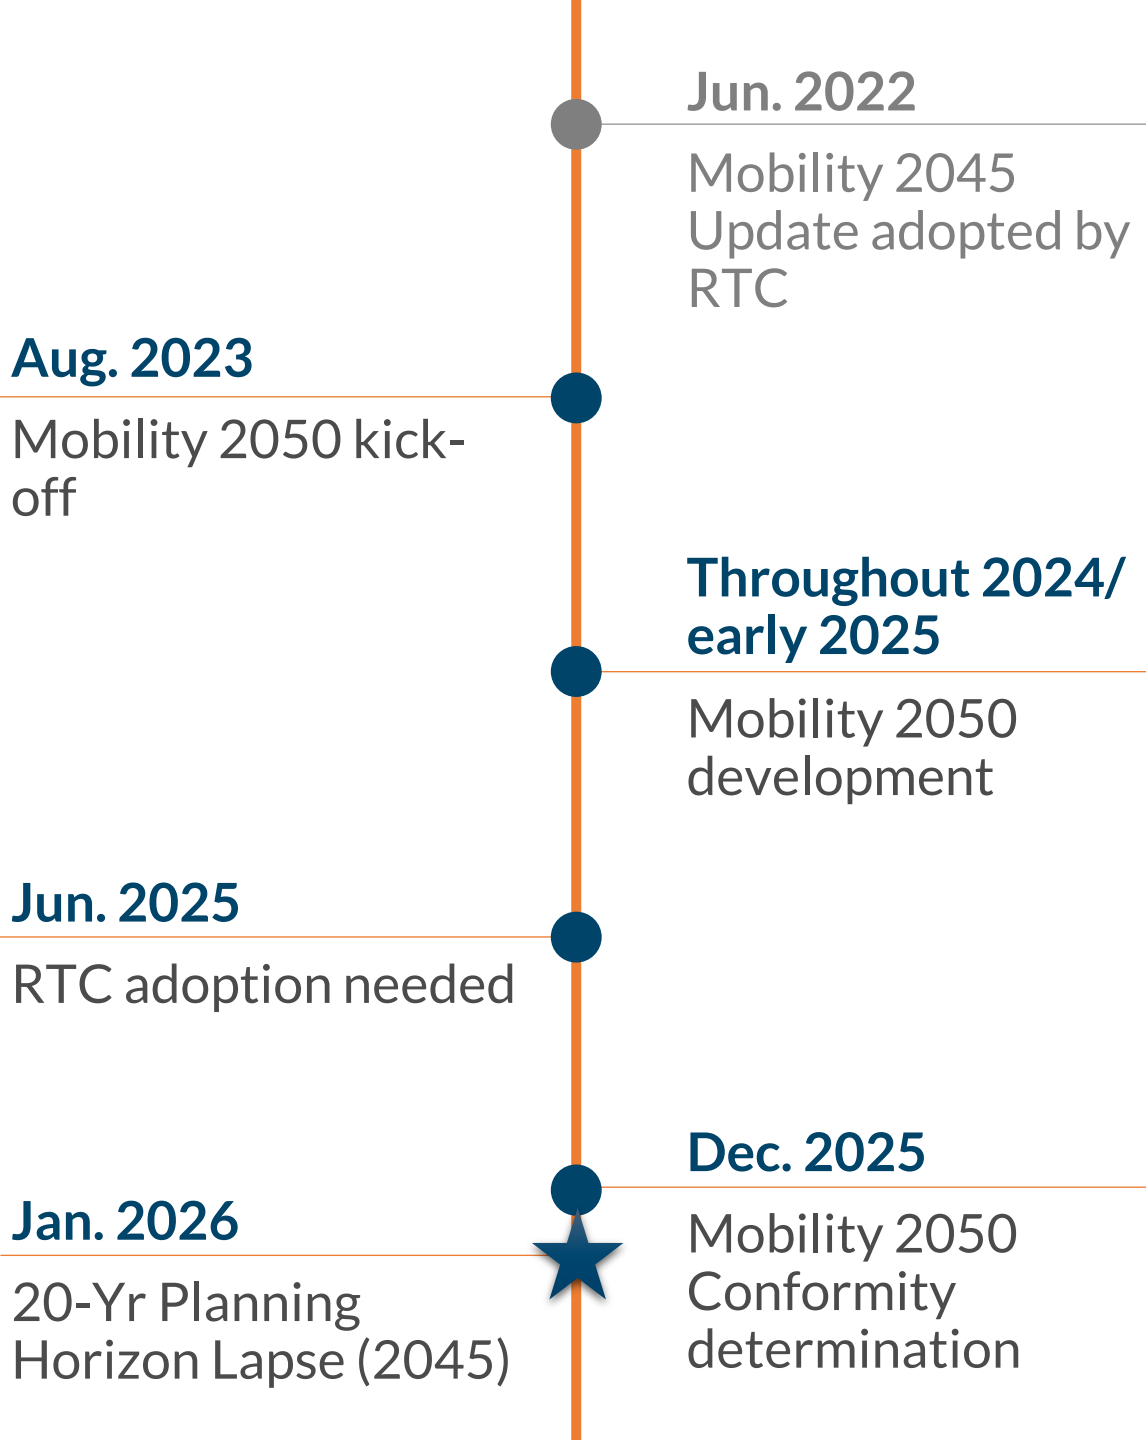 Jun. 2022
Mobility 2045
Update adopted by
RTC
Aug. 2023
Mobility 2050 kick-
off
Throughout 2024/
early 2025
Mobility 2050
development
Jun. 2025
RTC adoption needed
Dec. 2025
Mobility 2050
Conformity
determination
Jan. 2026
20-Yr Planning
Horizon Lapse (2045)